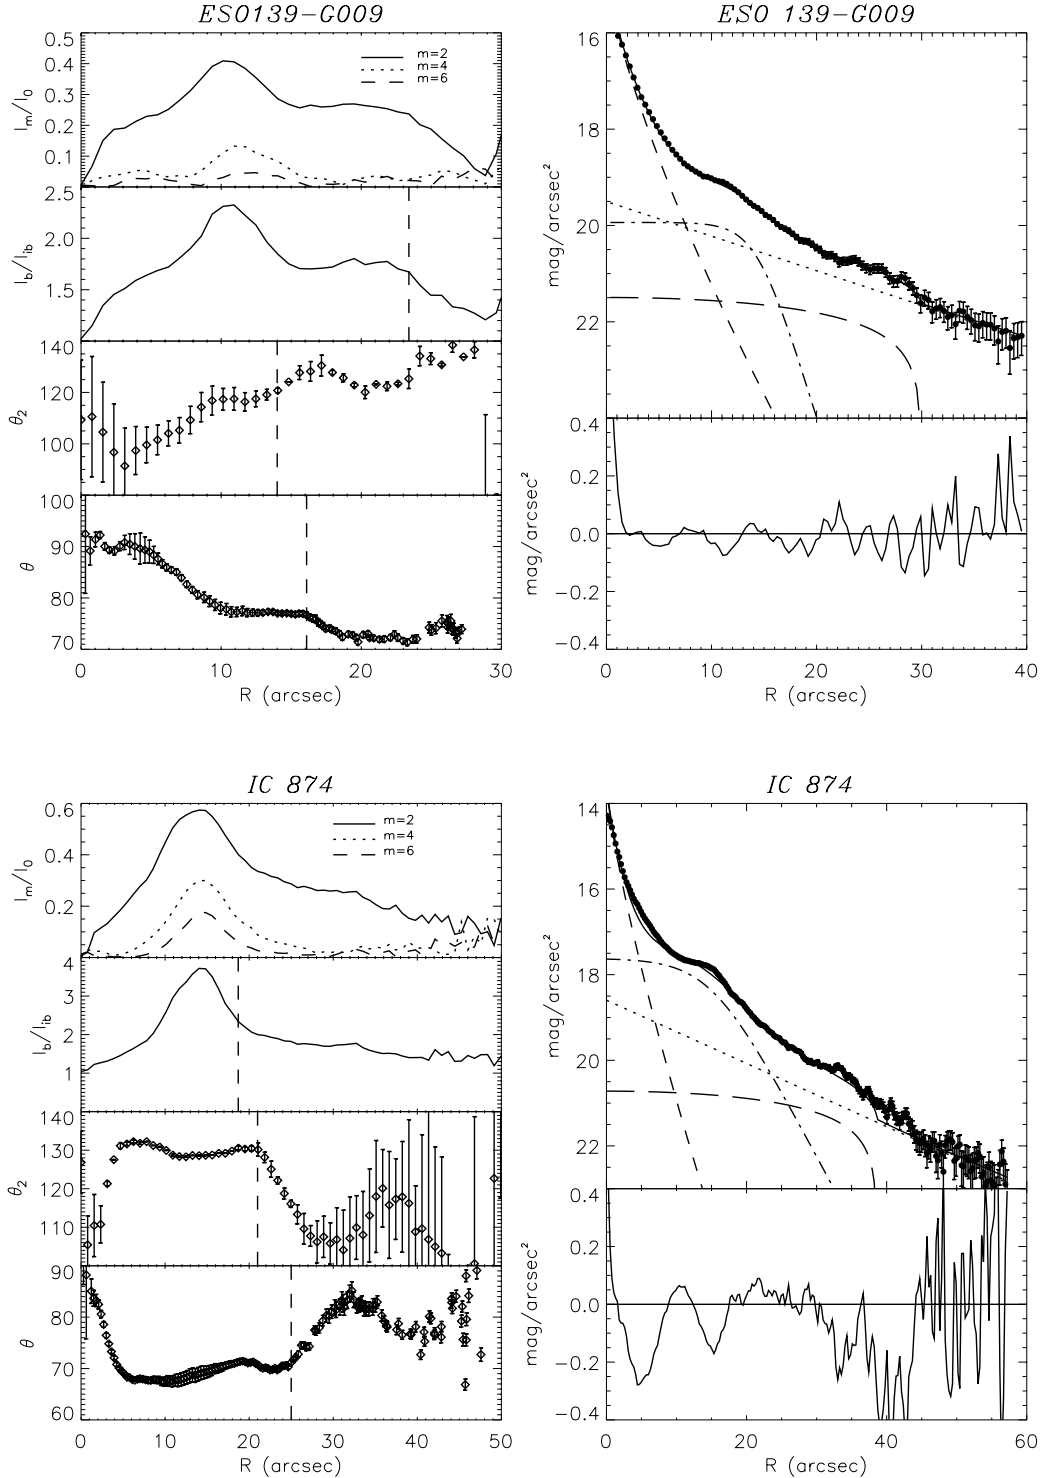 ESO139-G009
0.5
0.4
0.3
0.2
0.1
I_m/I_0
m=2
m=4
m=6
2.5
2.0
1.5
I_b/I_ib
140
120
100
θ_2
100
90
80
70
θ
0 10 20 30
R (arcsec)
ESO 139-G009
16
18
20
22
mag/arcsec²
0.4
0.2
0.0
-0.2
-0.4
mag/arcsec²
0 10 20 30 40
R (arcsec)
IC 874
0.6
0.4
0.2
I_m/I_0
m=2
m=4
m=6
4
3
2
1
I_b/I_ib
140
130
120
110
θ_2
90
80
70
60
θ
0 10 20 30 40 50
R (arcsec)
IC 874
14
16
18
20
22
mag/arcsec²
0.4
0.2
0.0
-0.2
-0.4
mag/arcsec²
0 20 40 60
R (arcsec)